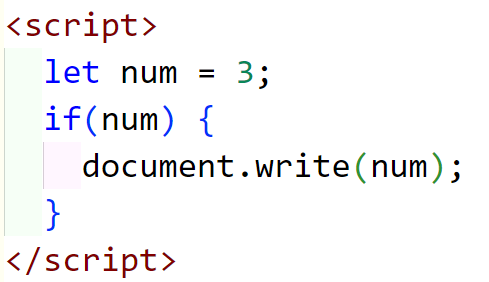 <script>
let num = 3;
if(num) {
document.write(num);
}
</script>